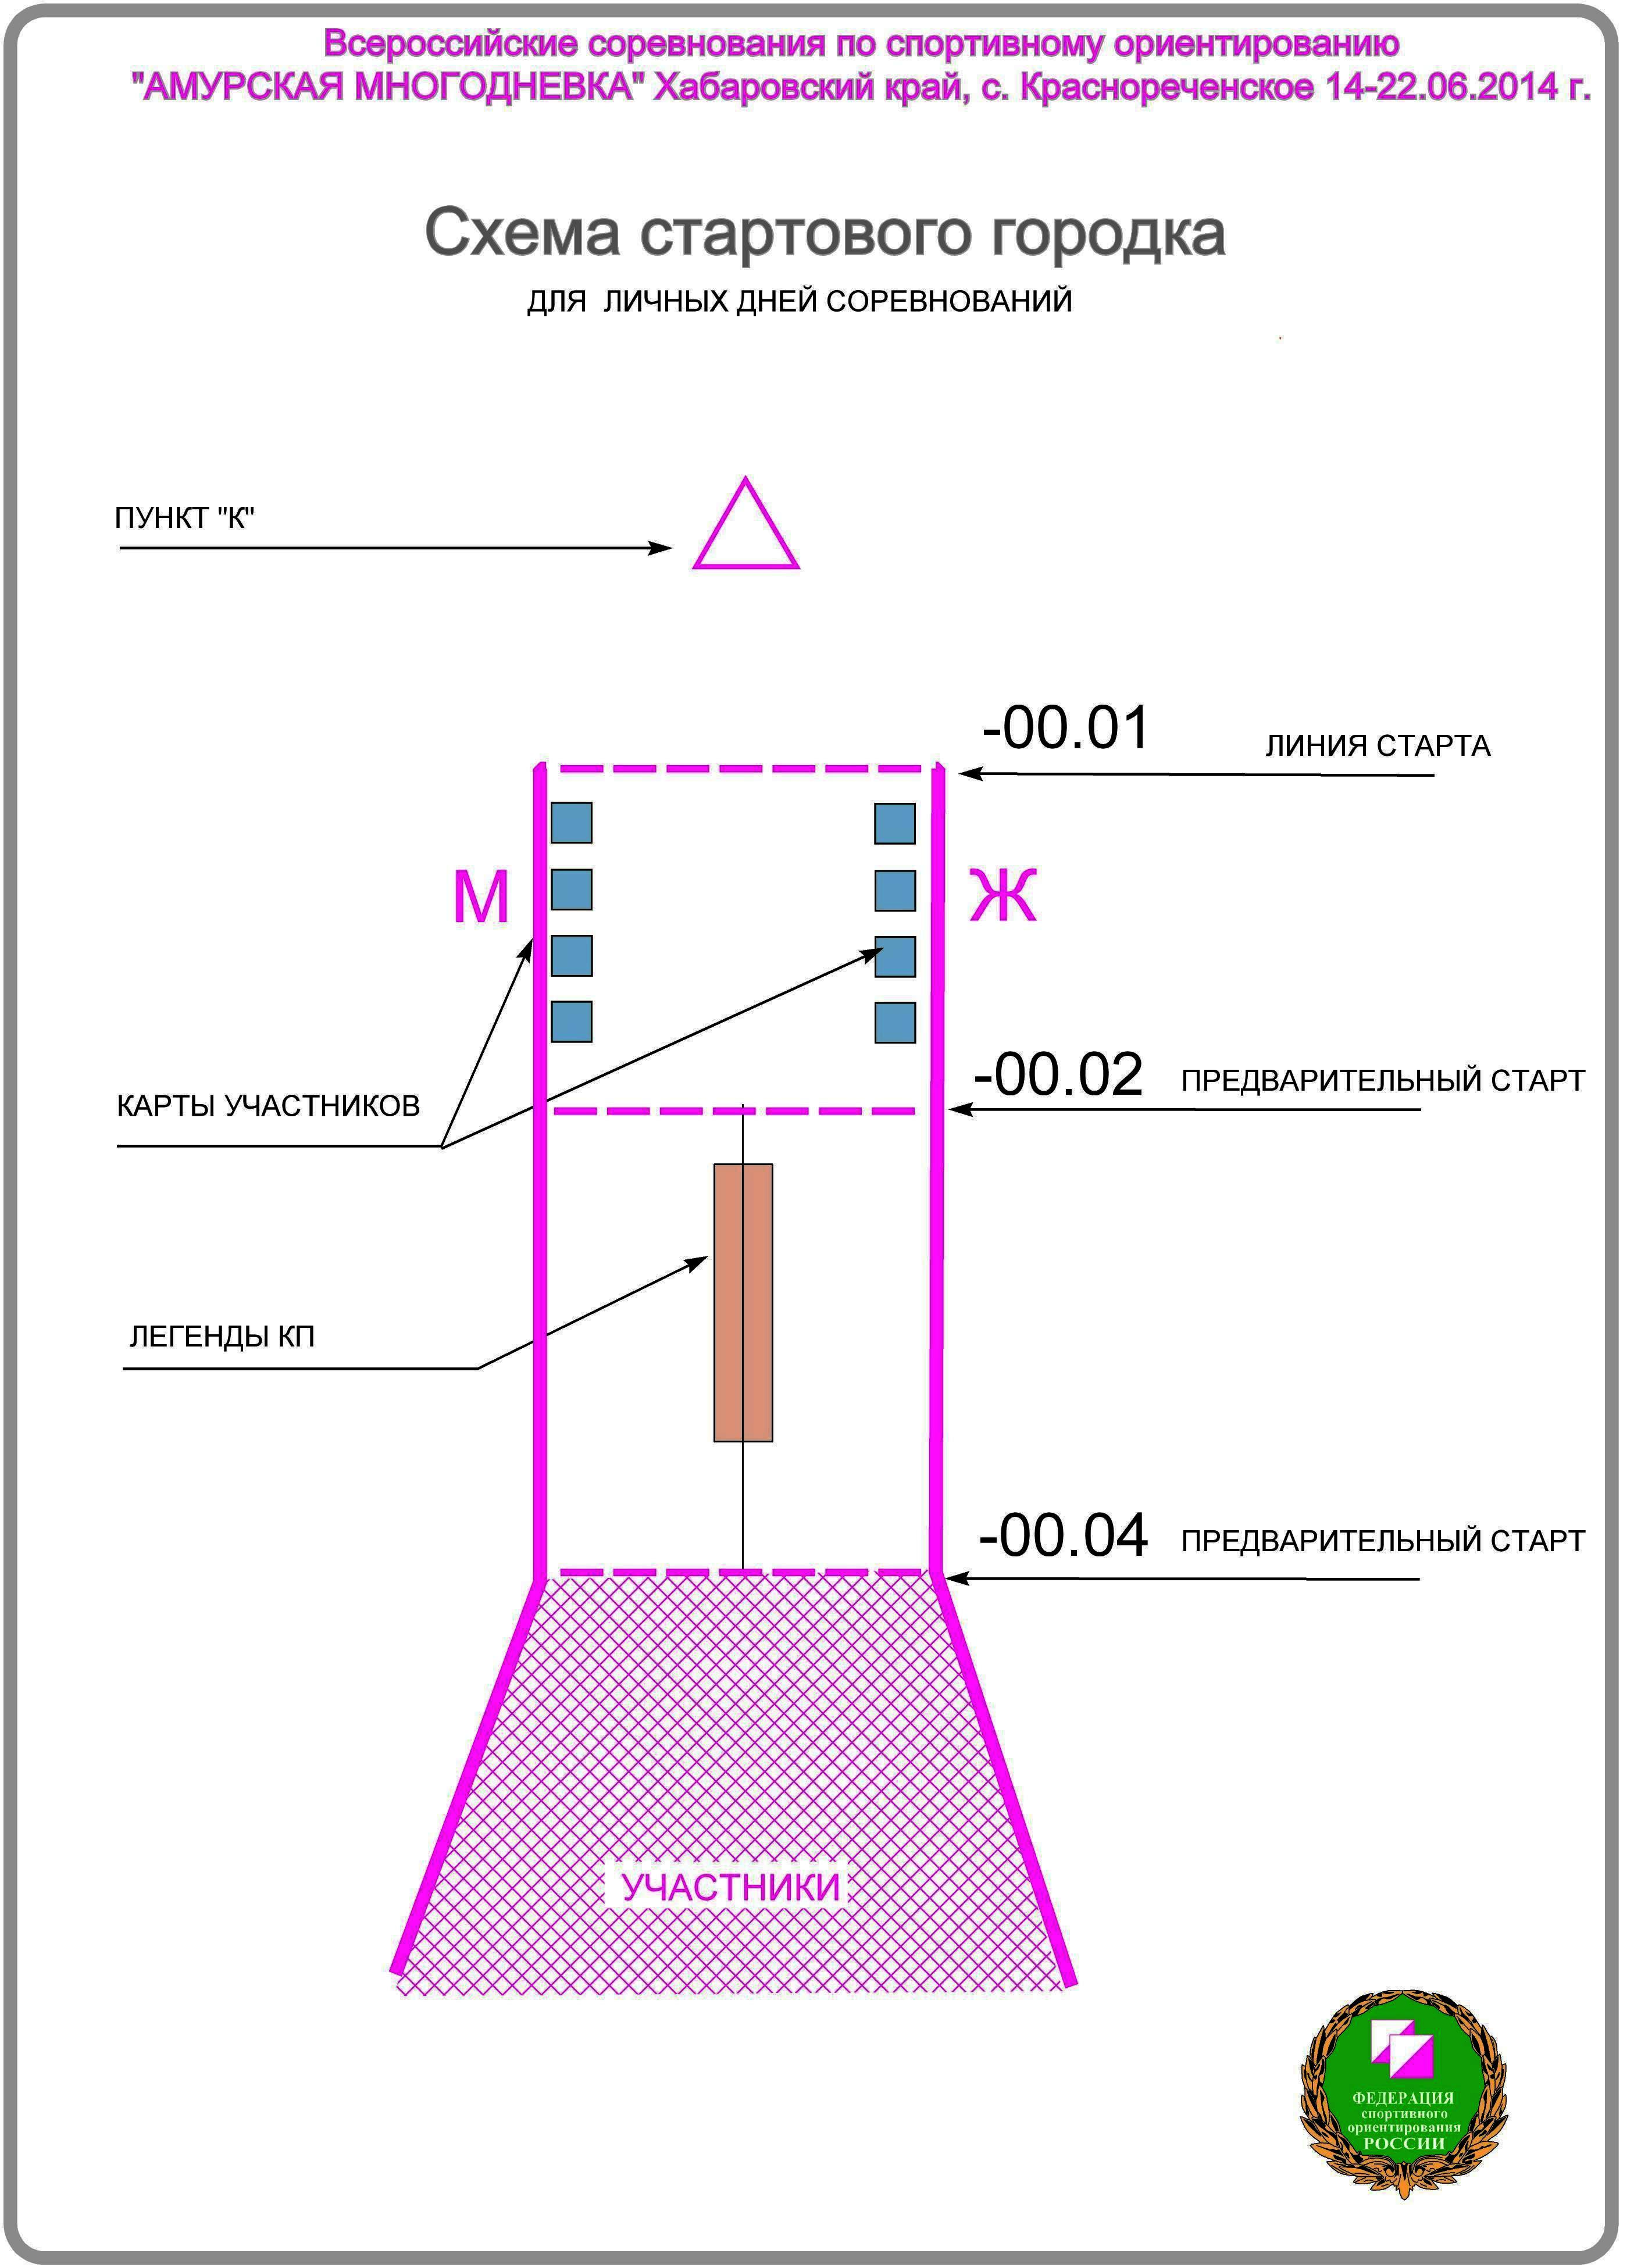 Всероссийские соревнования по спортивному ориентированию
"АМУРСКАЯ МНОГОДНЕВКА" Хабаровский край, с. Краснореченское 14-22.06.2014 г.
Схема стартового городка
ДЛЯ ЛИЧНЫХ ДНЕЙ СОРЕВНОВАНИЙ
ПУНКТ "К"
-00.01 ЛИНИЯ СТАРТА
М Ж
-00.02 ПРЕДВАРИТЕЛЬНЫЙ СТАРТ
КАРТЫ УЧАСТНИКОВ
ЛЕГЕНДЫ КП
-00.04 ПРЕДВАРИТЕЛЬНЫЙ СТАРТ
УЧАСТНИКИ
ФЕДЕРАЦИЯ
спортивного
ориентирования
РОССИИ